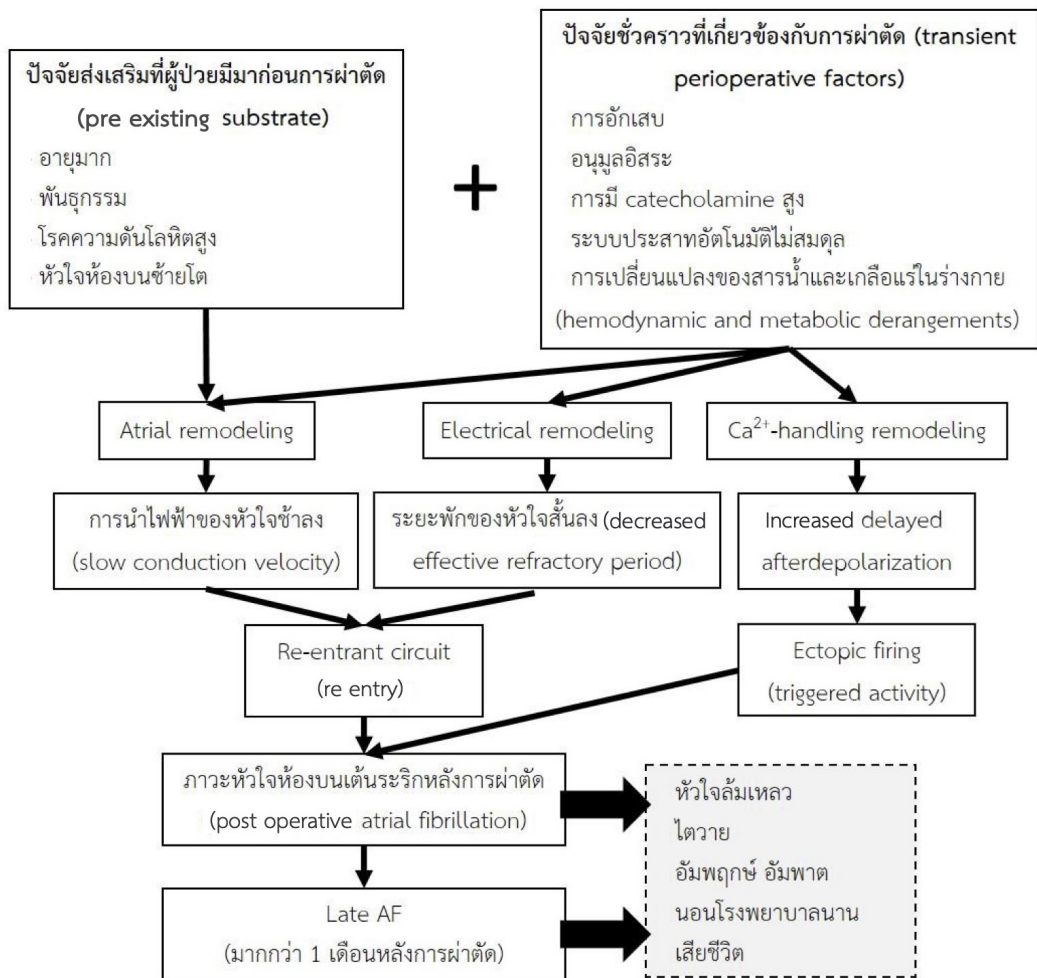 ปัจจัยส่งเสริมที่ผู้ป่วยมีมาก่อนการผ่าตัด
(pre existing substrate)
อายุมาก
พันธุกรรม
โรคความดันโลหิตสูง
หัวใจห้องบนซ้ายโต
+
ปัจจัยชั่วคราวที่เกี่ยวข้องกับการผ่าตัด (transient
perioperative factors)
การอักเสบ
อนุมูลอิสระ
การมี catecholamine สูง
ระบบประสาทอัตโนมัติไม่สมดุล
การเปลี่ยนแปลงของสารน้ำและเกลือแร่ในร่างกาย
(hemodynamic and metabolic derangements)
Atrial remodeling
Electrical remodeling
Ca²⁺-handling remodeling
การนำไฟฟ้าของหัวใจช้าลง
(slow conduction velocity)
ระยะพักของหัวใจสั้นลง (decreased
effective refractory period)
Increased delayed
afterdepolarization
Re-entrant circuit
(re entry)
Ectopic firing
(triggered activity)
ภาวะหัวใจห้องบนเต้นระริกหลังการผ่าตัด
(post operative atrial fibrillation)
หัวใจล้มเหลว
ไตวาย
อัมพฤกษ์ อัมพาต
นอนโรงพยาบาลนาน
เสียชีวิต
Late AF
(มากกว่า 1 เดือนหลังการผ่าตัด)